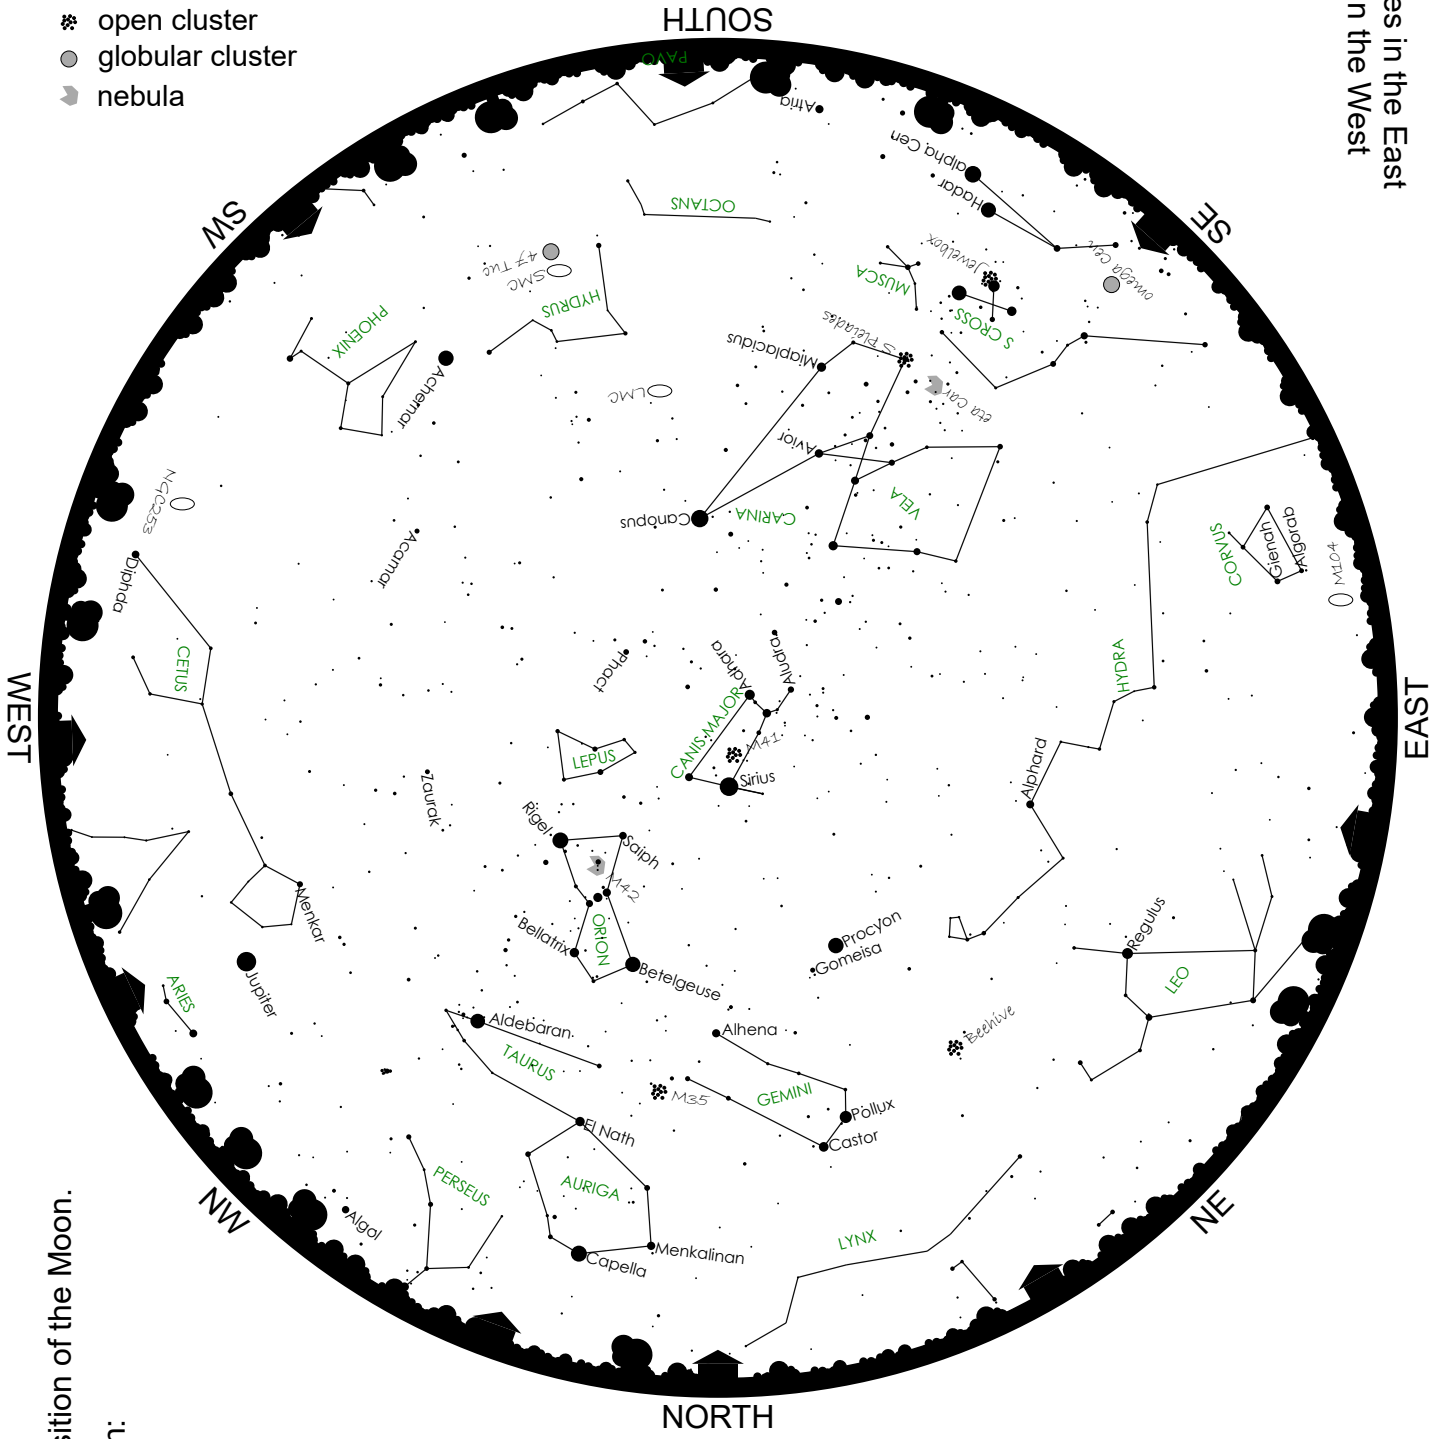 open cluster
globular cluster
nebula
SOUTH
es in the East
n the West
PAVO
Atria
alpha Cen
Hadar
SW
SE
OCTANS
47 Tuc
SMC
HYDRUS
PHOENIX
Achernar
MUSCA
Jewelbox
S CROSS
omega Cen
S Pleiades
Miaplacidus
LMC
eta Car
Avior
VELA
Canopus
CARINA
NGC253
Diphda
Acamar
CORVUS
Gienah
Algorab
M104
CETUS
HYDRA
Phact
Adhara
Aludra
CANIS MAJOR
M41
Sirius
LEPUS
WEST
EAST
Zaurak
Alphard
Rigel
Saiph
M42
ORION
Bellatrix
Betelgeuse
Menkar
Procyon
Gomeisa
Regulus
LEO
Jupiter
ARIES
Aldebaran
TAURUS
Alhena
Beehive
M35
GEMINI
Pollux
Castor
El Nath
PERSEUS
AURIGA
Algol
Capella
Menkalinan
LYNX
NW
NE
NORTH
sition of the Moon.
n: